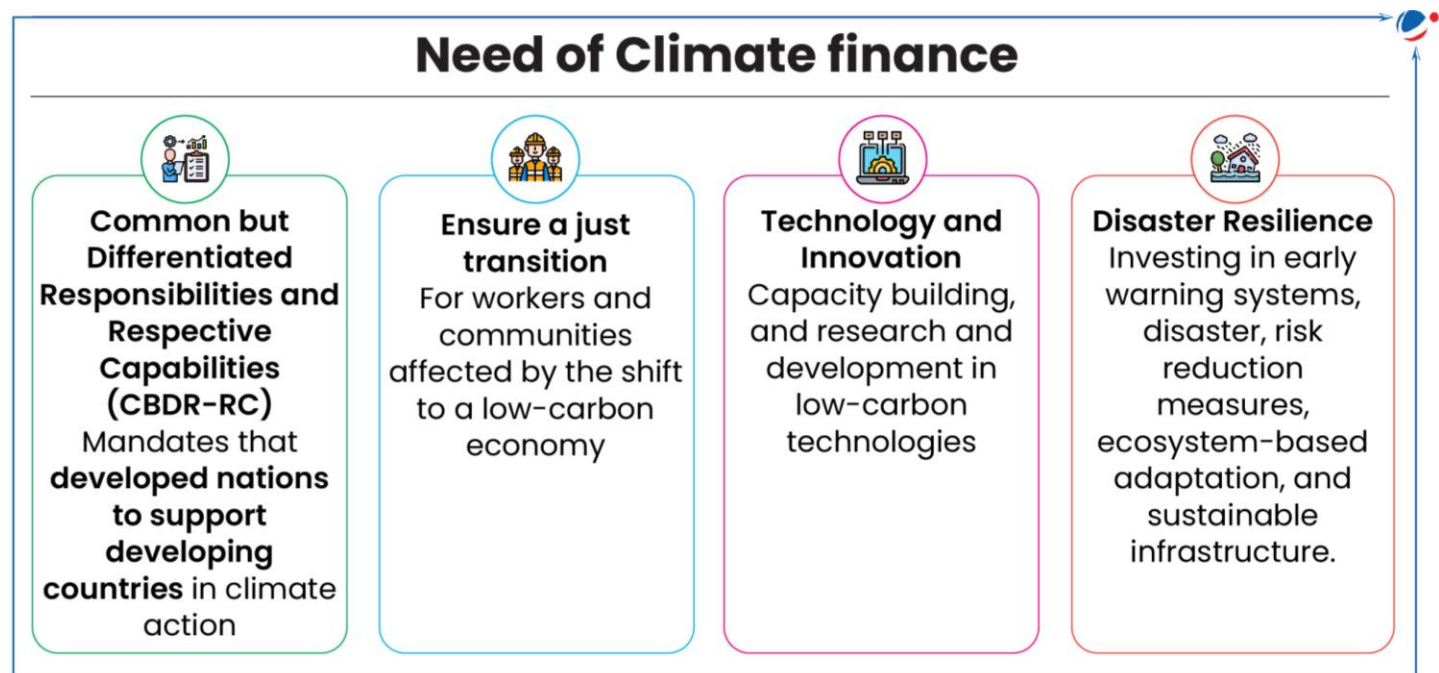 Need of Climate finance
Common but
Differentiated
Responsibilities and
Respective
Capabilities
(CBDR-RC)
Mandates that
developed nations
to support
developing
countries in climate
action
Ensure a just
transition
For workers and
communities
affected by the shift
to a low-carbon
economy
Technology and
Innovation
Capacity building,
and research and
development in
low-carbon
technologies
Disaster Resilience
Investing in early
warning systems,
disaster, risk
reduction
measures,
ecosystem-based
adaptation, and
sustainable
infrastructure.